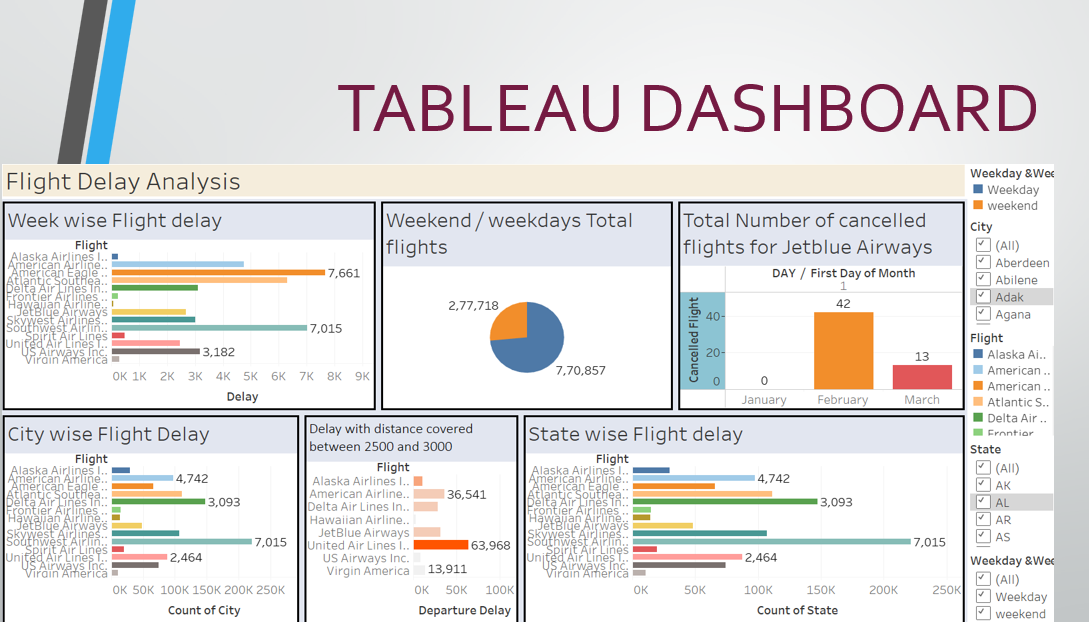 TABLEAU DASHBOARD
Flight Delay Analysis
Week wise Flight delay
Flight
Alaska Airlines I..
American Airline..
American Eagle ..
Atlantic Southea..
Delta Air Lines In..
Frontier Airlines ..
Hawaiian Airline..
JetBlue Airways
Skywest Airlines..
Southwest Airlin..
Spirit Air Lines
United Air Lines I..
US Airways Inc.
Virgin America
7,661
7,015
3,182
0K 1K 2K 3K 4K 5K 6K 7K 8K 9K
Delay
Weekend / weekdays Total
flights
2,77,718
7,70,857
Total Number of cancelled
flights for Jetblue Airways
DAY / First Day of Month
1
Cancelled Flight
40
20
0
0
42
13
January February March
City wise Flight Delay
Flight
Alaska Airlines I..
American Airline..
American Eagle ..
Atlantic Southea..
Delta Air Lines In..
Frontier Airlines ..
Hawaiian Airline..
JetBlue Airways
Skywest Airlines..
Southwest Airlin..
Spirit Air Lines
United Air Lines I..
US Airways Inc.
Virgin America
4,742
3,093
7,015
2,464
0K 50K 100K 150K 200K 250K
Count of City
Delay with distance covered
between 2500 and 3000
Flight
Alaska Airlines I..
American Airline..
Delta Air Lines In..
Hawaiian Airline..
JetBlue Airways
United Air Lines I..
US Airways Inc.
Virgin America
36,541
63,968
13,911
0K 50K 100K
Departure Delay
State wise Flight delay
Flight
Alaska Airlines I..
American Airline..
American Eagle ..
Atlantic Southea..
Delta Air Lines In..
Frontier Airlines ..
Hawaiian Airline..
JetBlue Airways
Skywest Airlines..
Southwest Airlin..
Spirit Air Lines
United Air Lines I..
US Airways Inc.
Virgin America
4,742
3,093
7,015
2,464
0K 50K 100K 150K 200K 250K
Count of State
Weekday &Wee
Weekday
weekend
City
(All)
Aberdeen
Abilene
Adak
Agana
Flight
Alaska Ai..
American ..
American ..
Atlantic S..
Delta Air ..
Frontier
State
(All)
AK
AL
AR
AS
Weekday &Wee
(All)
Weekday
weekend